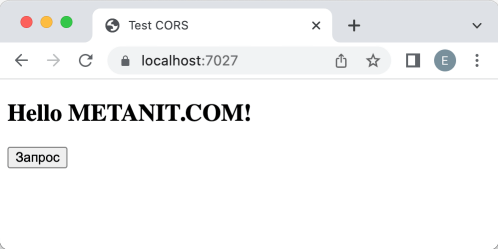 Test CORS
localhost:7027
E
Hello METANIT.COM!
Запрос